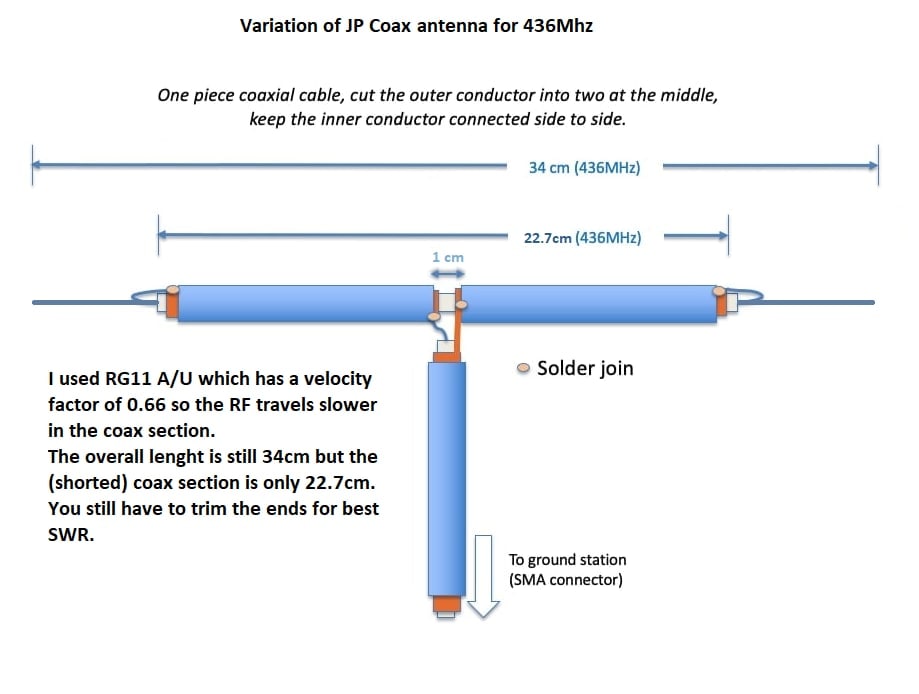 Variation of JP Coax antenna for 436Mhz
One piece coaxial cable, cut the outer conductor into two at the middle,
keep the inner conductor connected side to side.
34 cm (436MHz)
22.7cm (436MHz)
1 cm
Solder join
I used RG11 A/U which has a velocity
factor of 0.66 so the RF travels slower
in the coax section.
The overall lenght is still 34cm but the
(shorted) coax section is only 22.7cm.
You still have to trim the ends for best
SWR.
To ground station
(SMA connector)